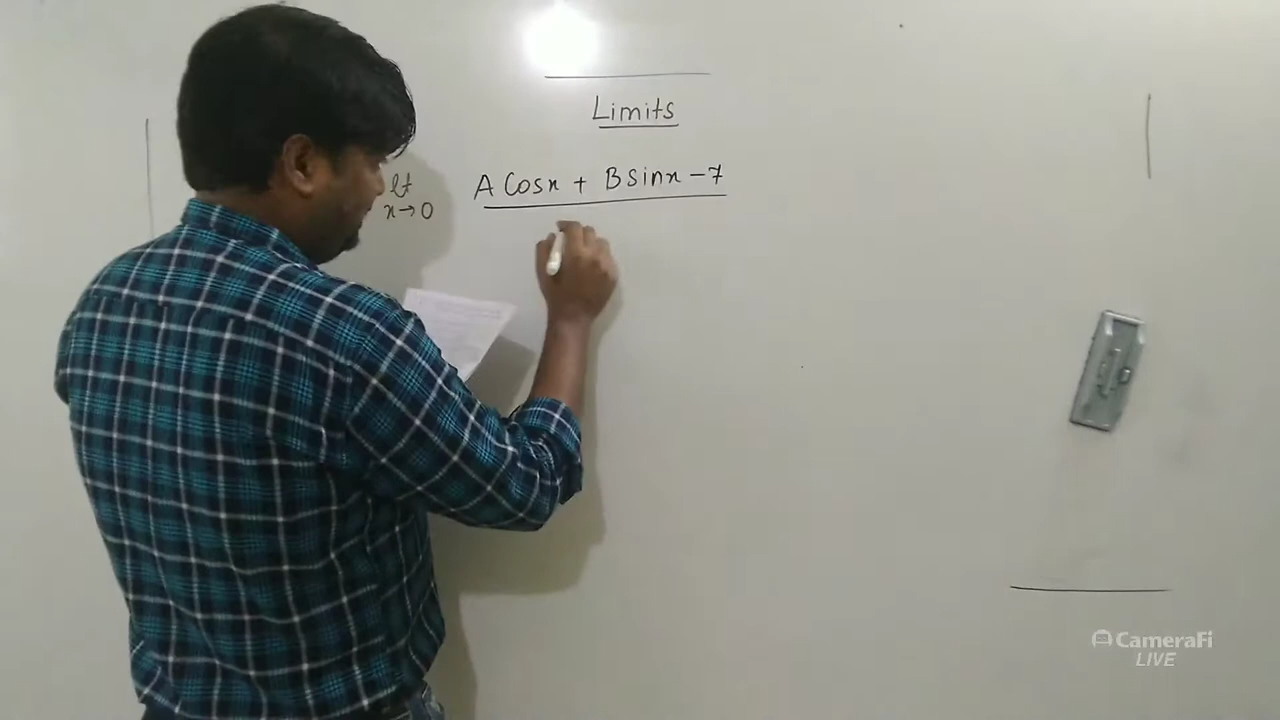 Limits
lt A Cosx + B sinx - 7
x→0
CameraFi
LIVE